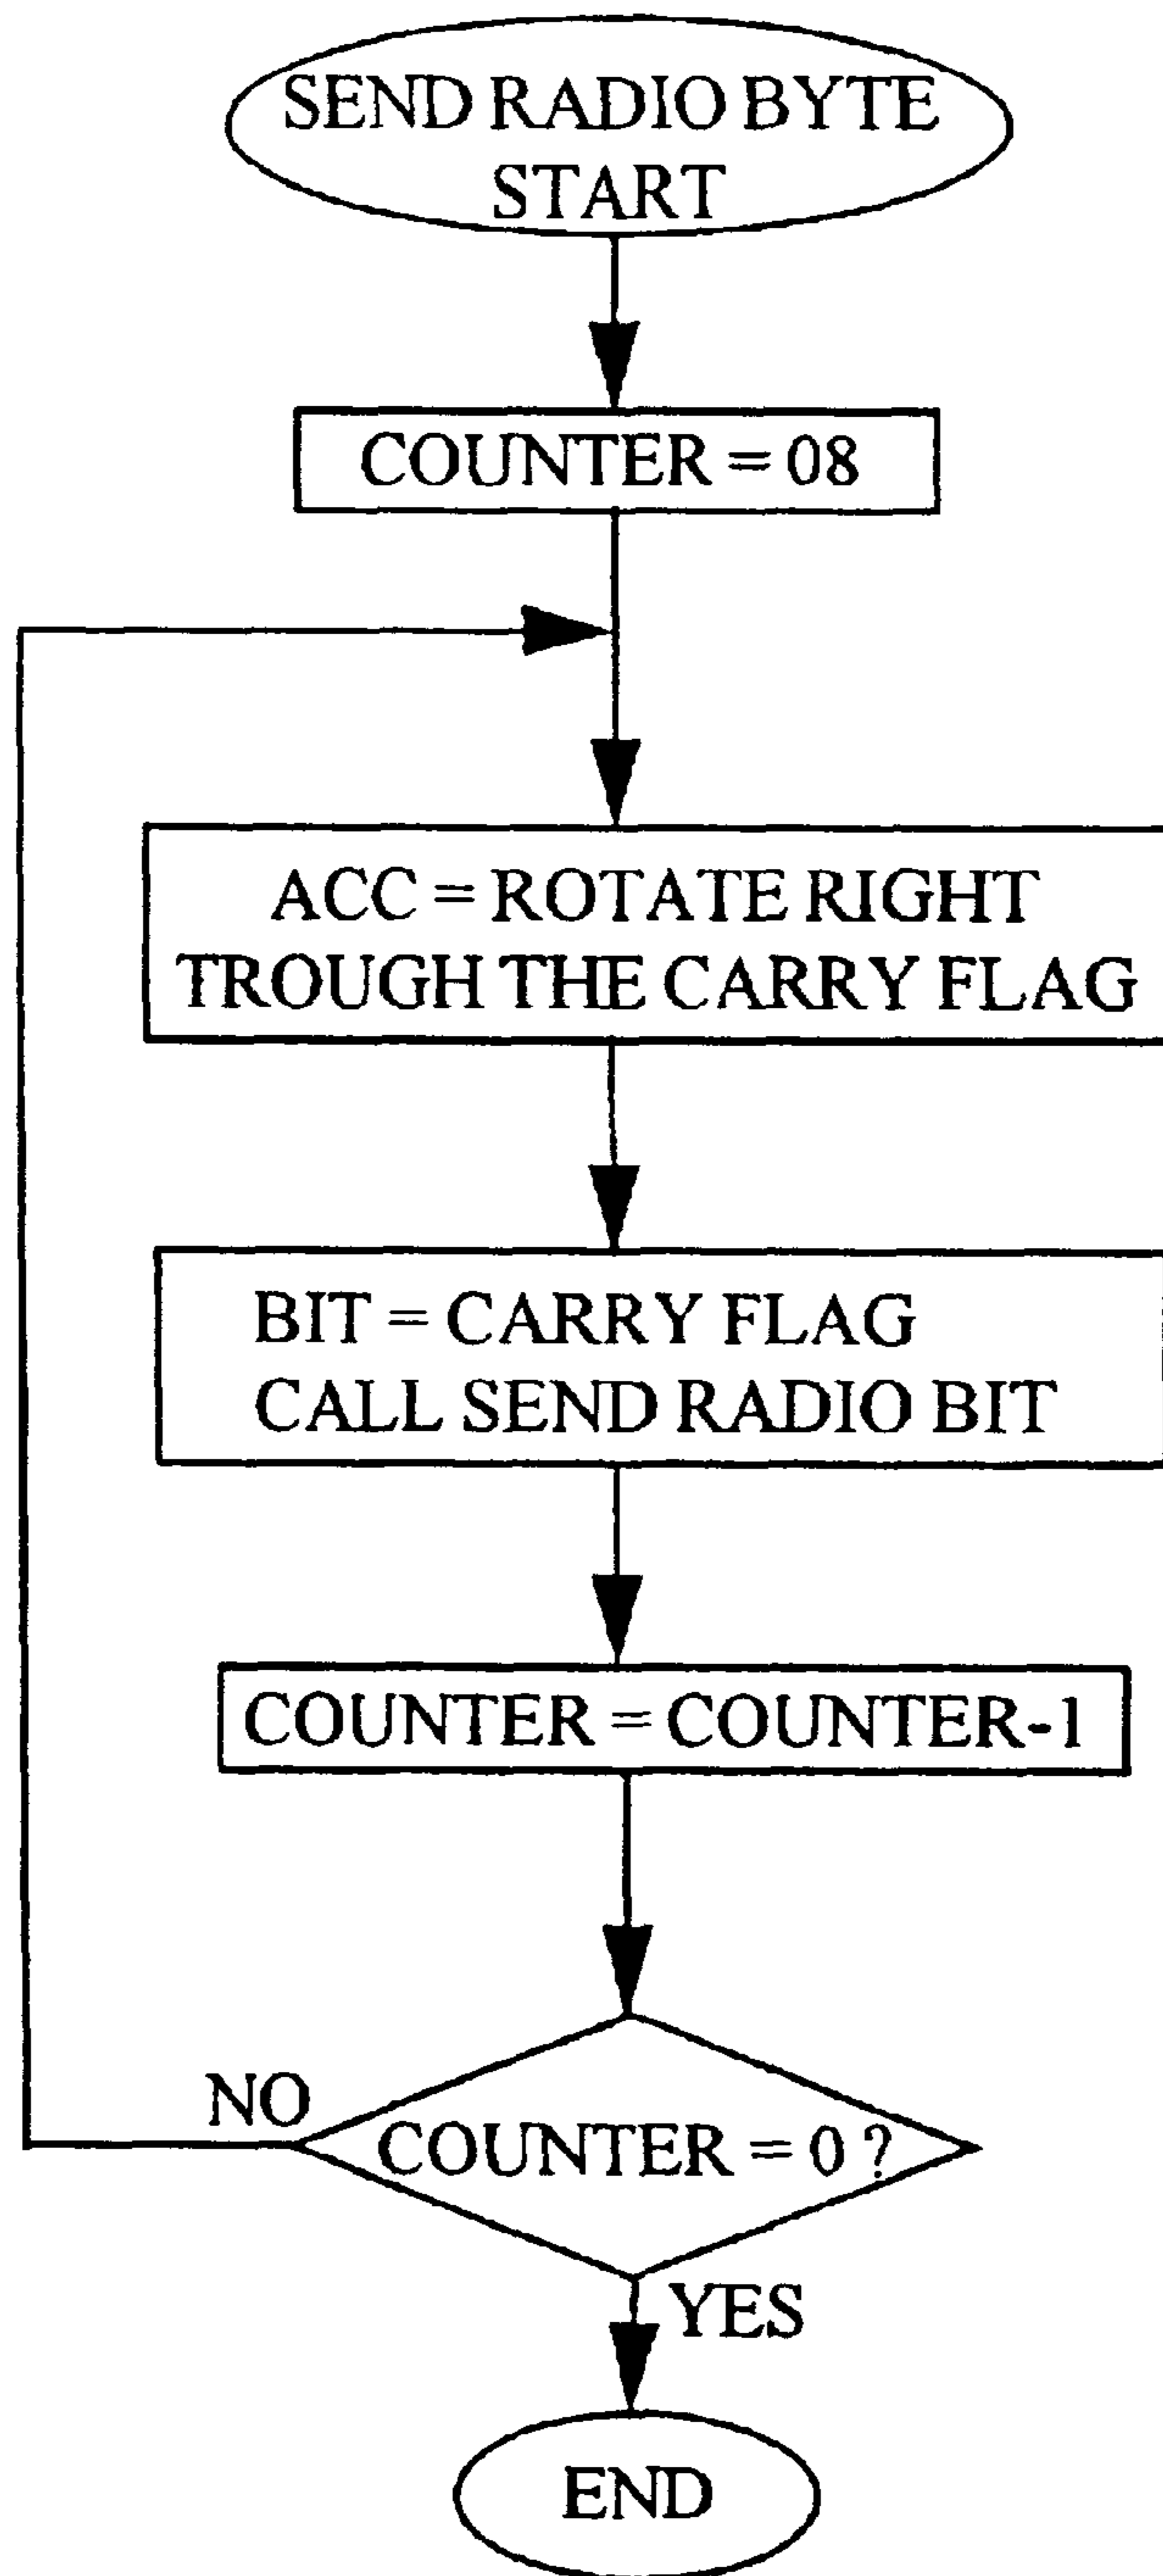 SEND RADIO BYTE
START
COUNTER = 08
ACC = ROTATE RIGHT
TROUGH THE CARRY FLAG
BIT = CARRY FLAG
CALL SEND RADIO BIT
COUNTER = COUNTER-1
NO
COUNTER = 0 ?
YES
END